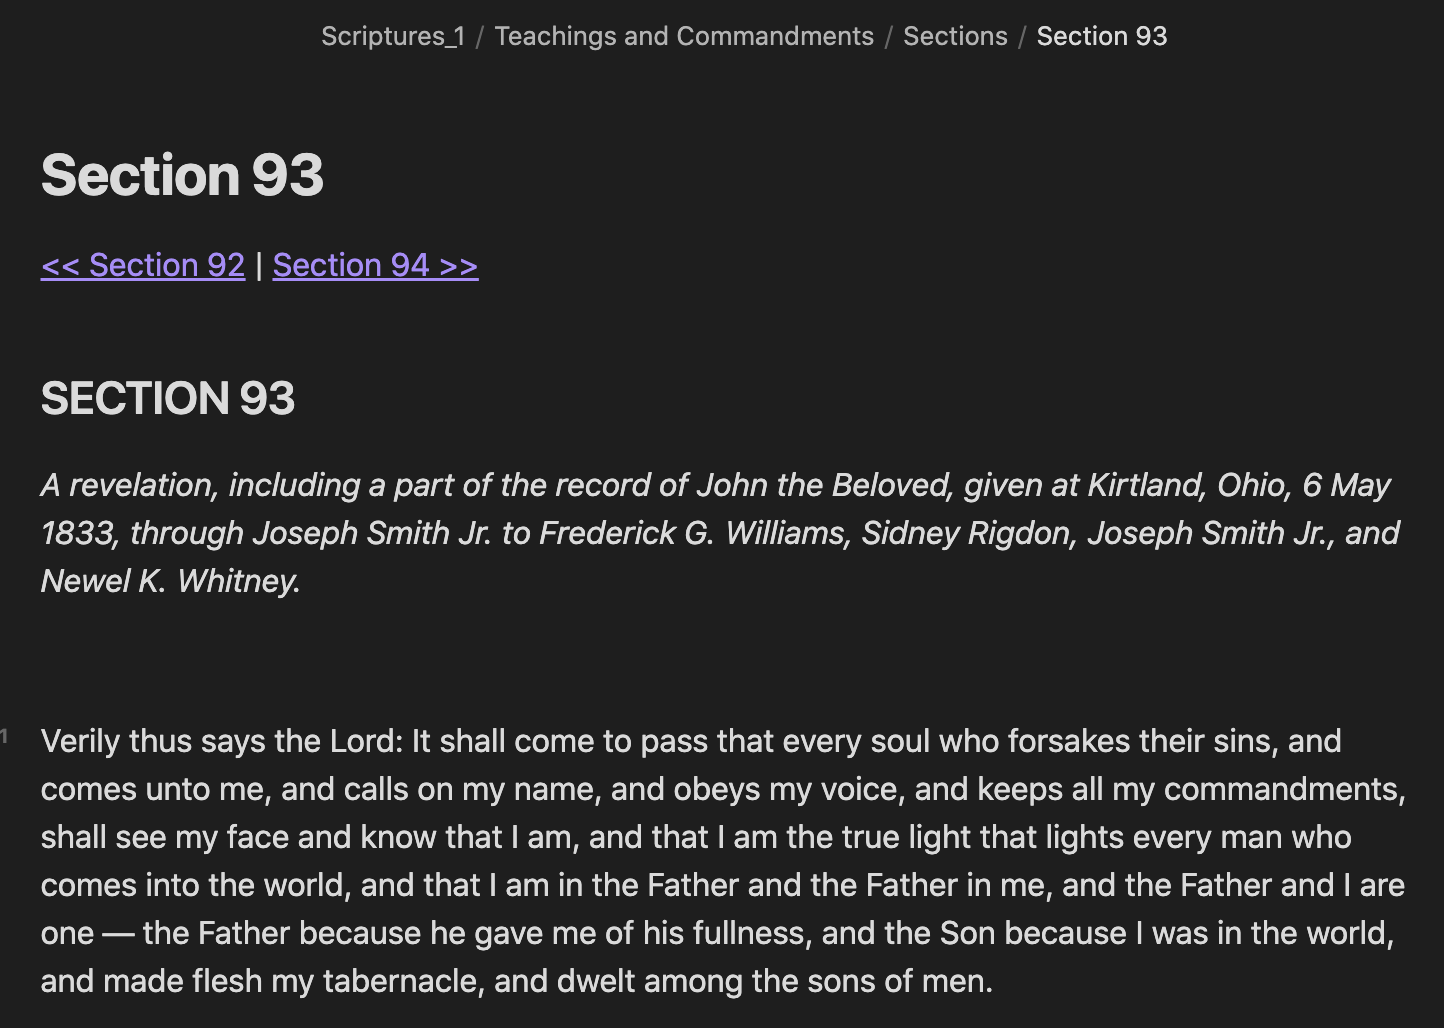 Scriptures_1 / Teachings and Commandments / Sections / Section 93
Section 93
<< Section 92 | Section 94 >>
SECTION 93
A revelation, including a part of the record of John the Beloved, given at Kirtland, Ohio, 6 May
1833, through Joseph Smith Jr. to Frederick G. Williams, Sidney Rigdon, Joseph Smith Jr., and
Newel K. Whitney.
1 Verily thus says the Lord: It shall come to pass that every soul who forsakes their sins, and
comes unto me, and calls on my name, and obeys my voice, and keeps all my commandments,
shall see my face and know that I am, and that I am the true light that lights every man who
comes into the world, and that I am in the Father and the Father in me, and the Father and I are
one — the Father because he gave me of his fullness, and the Son because I was in the world,
and made flesh my tabernacle, and dwelt among the sons of men.